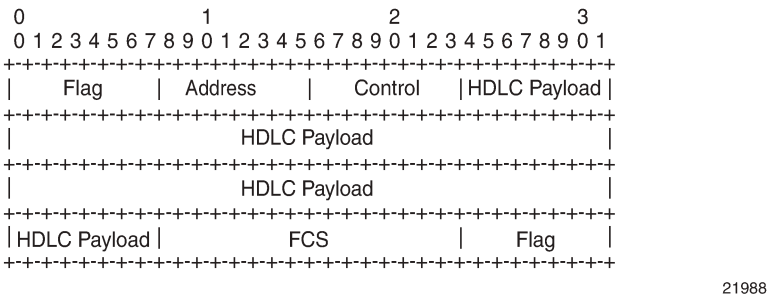 0 1 2 3
0 1 2 3 4 5 6 7 8 9 0 1 2 3 4 5 6 7 8 9 0 1 2 3 4 5 6 7 8 9 0 1
+-+-+-+-+-+-+-+-+-+-+-+-+-+-+-+-+-+-+-+-+-+-+-+-+-+-+-+-+-+-+-+-+
| Flag | Address | Control | HDLC Payload |
+-+-+-+-+-+-+-+-+-+-+-+-+-+-+-+-+-+-+-+-+-+-+-+-+-+-+-+-+-+-+-+-+
| HDLC Payload |
+-+-+-+-+-+-+-+-+-+-+-+-+-+-+-+-+-+-+-+-+-+-+-+-+-+-+-+-+-+-+-+-+
| HDLC Payload |
+-+-+-+-+-+-+-+-+-+-+-+-+-+-+-+-+-+-+-+-+-+-+-+-+-+-+-+-+-+-+-+-+
| HDLC Payload | FCS | Flag |
+-+-+-+-+-+-+-+-+-+-+-+-+-+-+-+-+-+-+-+-+-+-+-+-+-+-+-+-+-+-+-+-+
21988